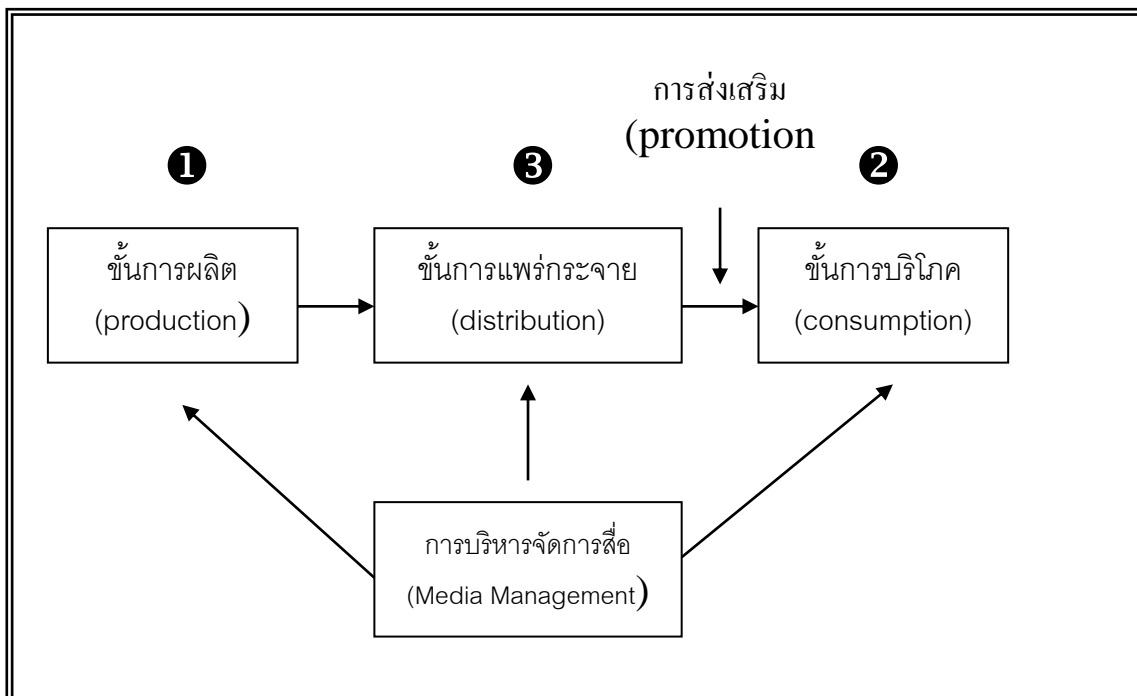 การส่งเสริม
(promotion
❶
❸
❷
ขั้นการผลิต
(production)
ขั้นการแพร่กระจาย
(distribution)
ขั้นการบริโภค
(consumption)
การบริหารจัดการสื่อ
(Media Management)